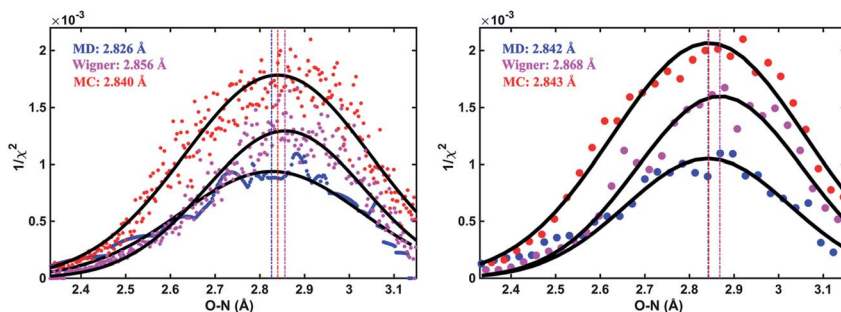 ×10⁻³
2
1.5
1
0.5
0
1/χ²
MD: 2.826 Å
Wigner: 2.856 Å
MC: 2.840 Å
2.4 2.5 2.6 2.7 2.8 2.9 3 3.1
O-N (Å)
×10⁻³
2
1.5
1
0.5
0
1/χ²
MD: 2.842 Å
Wigner: 2.868 Å
MC: 2.843 Å
2.4 2.5 2.6 2.7 2.8 2.9 3 3.1
O-N (Å)